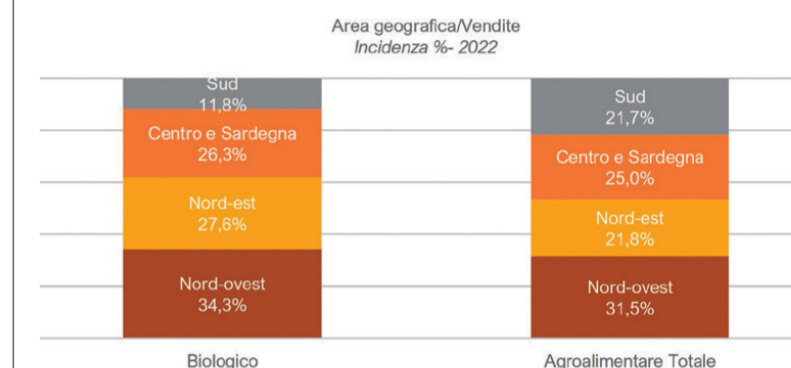 Area geografica/Vendite
Incidenza %- 2022
Sud
11,8%
Centro e Sardegna
26,3%
Nord-est
27,6%
Nord-ovest
34,3%
Biologico
Sud
21,7%
Centro e Sardegna
25,0%
Nord-est
21,8%
Nord-ovest
31,5%
Agroalimentare Totale